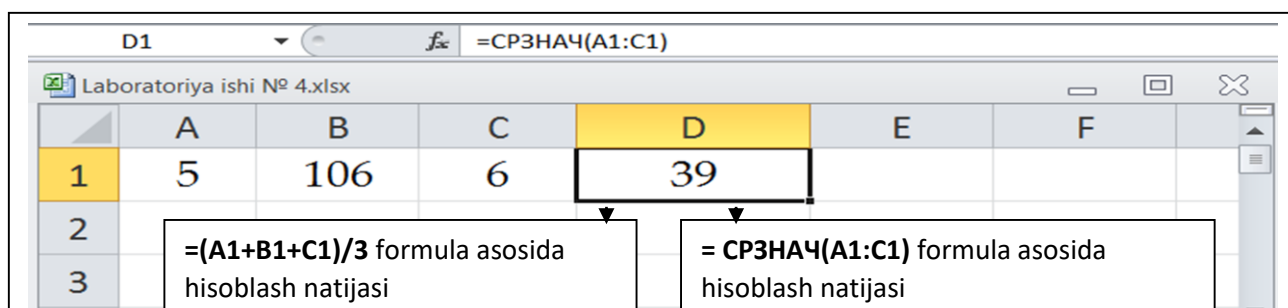 D1 fx =СРЗНАЧ(A1:C1)
Laboratoriya ishi № 4.xlsx
A B C D E F
1 5 106 6 39
2
=(A1+B1+C1)/3 formula asosida
hisoblash natijasi
= СРЗНАЧ(A1:C1) formula asosida
hisoblash natijasi
3